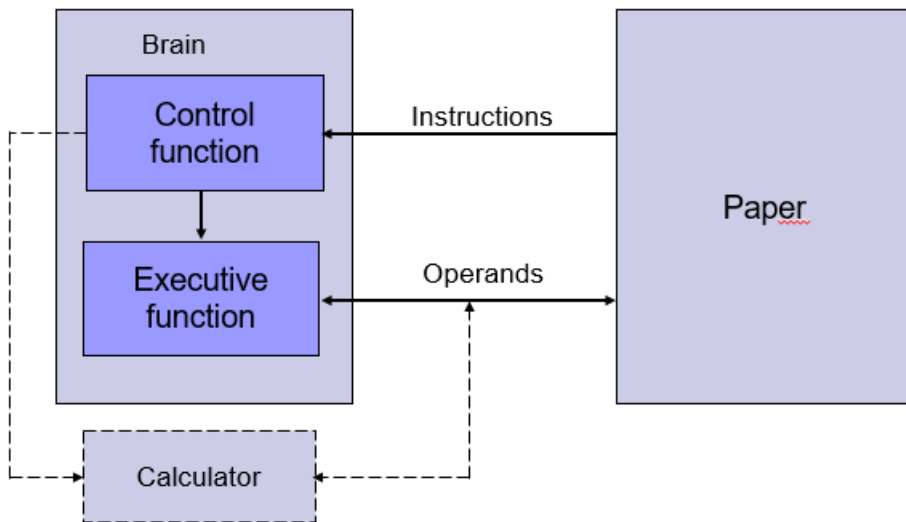 Brain
Control
function
Instructions
Paper
Executive
function
Operands
Calculator